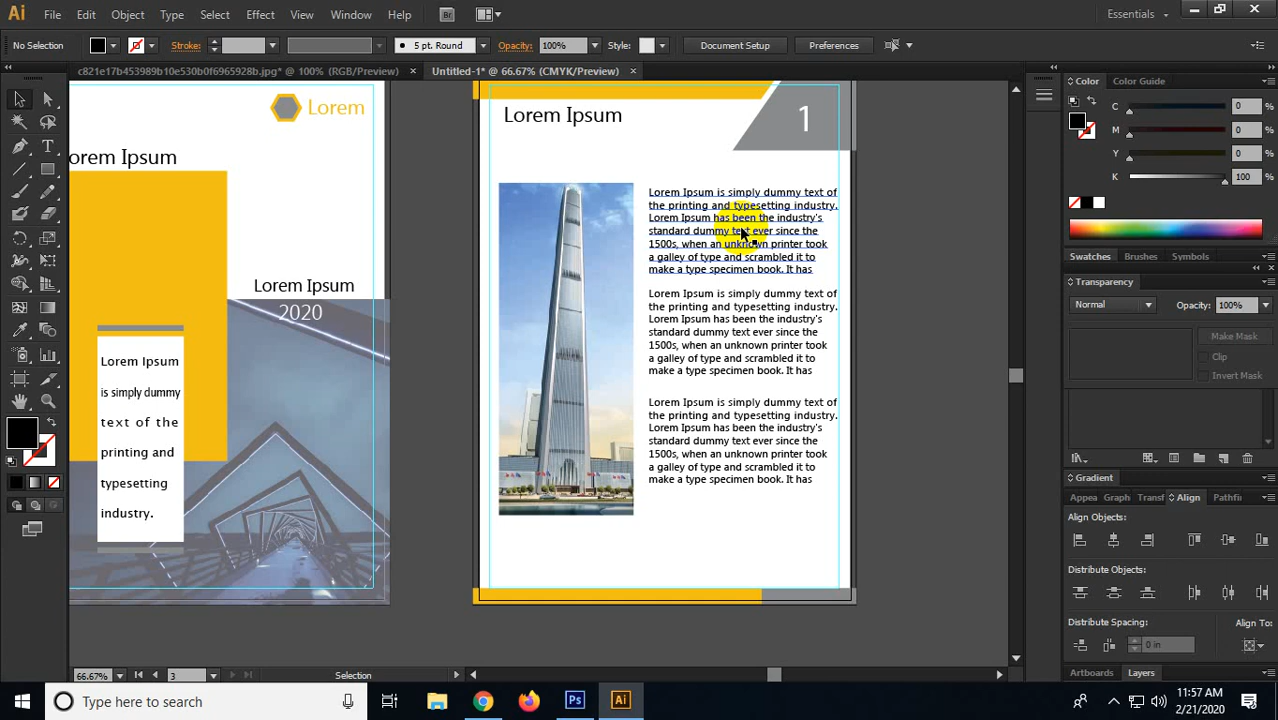 Ai File Edit Object Type Select Effect View Window Help Br Essentials
No Selection Stroke: 5 pt. Round Opacity: 100% Style: Document Setup Preferences
c821e17b453989b10e530b0f6965928b.jpg* @ 100% (RGB/Preview) × Untitled-1* @ 66.67% (CMYK/Preview) ×
Lorem
orem Ipsum
Lorem Ipsum
2020
Lorem Ipsum
is simply dummy
text of the
printing and
typesetting
industry.
Lorem Ipsum
1
Lorem Ipsum is simply dummy text of
the printing and typesetting industry.
Lorem Ipsum has been the industry's
standard dummy text ever since the
1500s, when an unknown printer took
a galley of type and scrambled it to
make a type specimen book. It has
Lorem Ipsum is simply dummy text of
the printing and typesetting industry.
Lorem Ipsum has been the industry's
standard dummy text ever since the
1500s, when an unknown printer took
a galley of type and scrambled it to
make a type specimen book. It has
Lorem Ipsum is simply dummy text of
the printing and typesetting industry.
Lorem Ipsum has been the industry's
standard dummy text ever since the
1500s, when an unknown printer took
a galley of type and scrambled it to
make a type specimen book. It has
Color Color Guide
C 0 %
M 0 %
Y 0 %
K 100 %
Swatches Brushes Symbols
Transparency
Normal Opacity: 100%
Make Mask
Clip
Invert Mask
Gradient
Appea Graph Transf Align Pathfin
Align Objects:
Distribute Objects:
Distribute Spacing: Align To:
0 in
Artboards Layers
66.67% 3 Selection
Type here to search Ps Ai
11:57 AM
2/21/2020